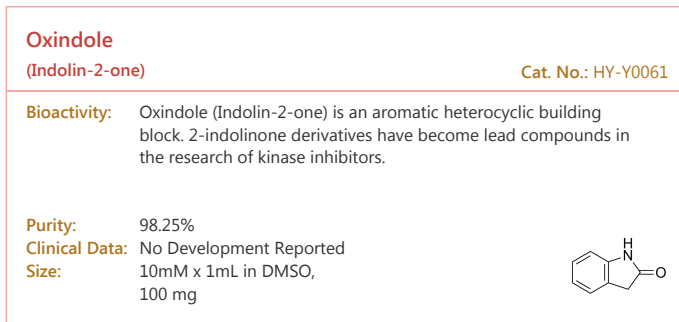 Oxindole
(Indolin-2-one)
Cat. No.: HY-Y0061
Bioactivity: Oxindole (Indolin-2-one) is an aromatic heterocyclic building
block. 2-indolinone derivatives have become lead compounds in
the research of kinase inhibitors.
Purity: 98.25%
Clinical Data: No Development Reported
Size: 10mM x 1mL in DMSO,
100 mg
H
N
O